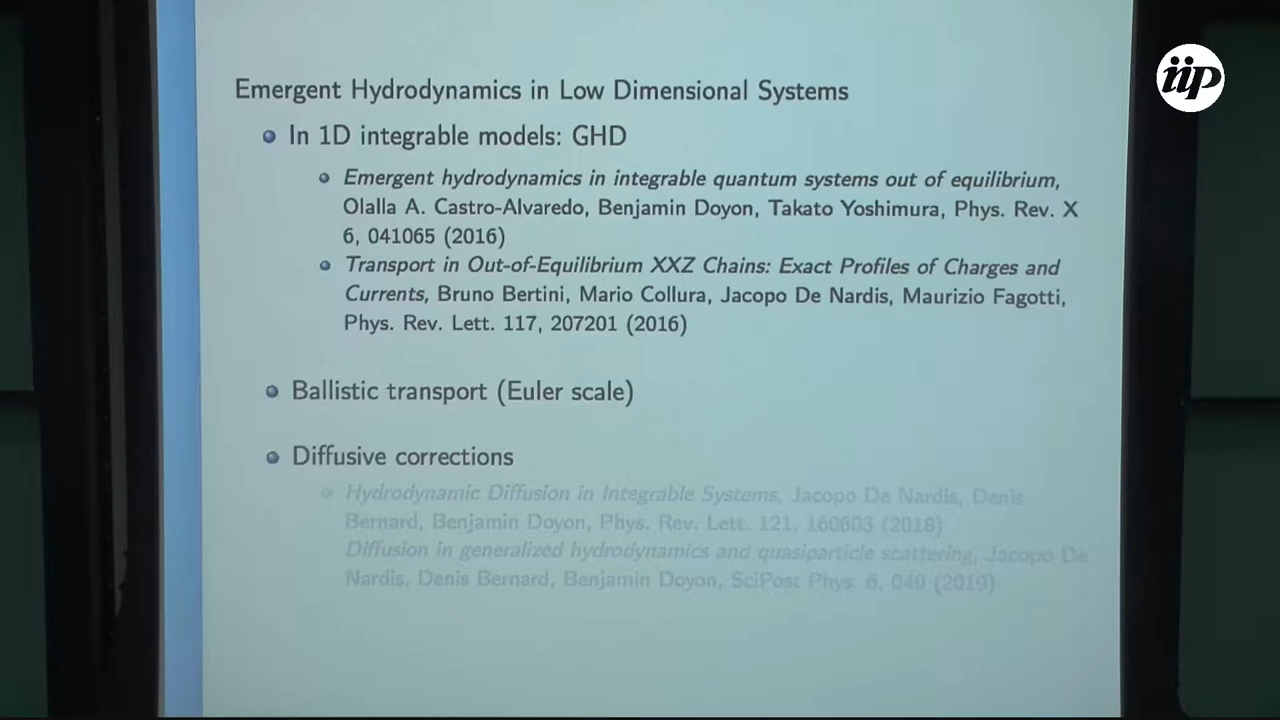 iip
Emergent Hydrodynamics in Low Dimensional Systems
In 1D integrable models: GHD
Emergent hydrodynamics in integrable quantum systems out of equilibrium,
Olalla A. Castro-Alvaredo, Benjamin Doyon, Takato Yoshimura, Phys. Rev. X
6, 041065 (2016)
Transport in Out-of-Equilibrium XXZ Chains: Exact Profiles of Charges and
Currents, Bruno Bertini, Mario Collura, Jacopo De Nardis, Maurizio Fagotti,
Phys. Rev. Lett. 117, 207201 (2016)
Ballistic transport (Euler scale)
Diffusive corrections
Hydrodynamic Diffusion in Integrable Systems, Jacopo De Nardis, Denis
Bernard, Benjamin Doyon, Phys. Rev. Lett. 121, 160603 (2018)
Diffusion in generalized hydrodynamics and quasiparticle scattering, Jacopo De
Nardis, Denis Bernard, Benjamin Doyon, SciPost Phys. 6, 049 (2019)